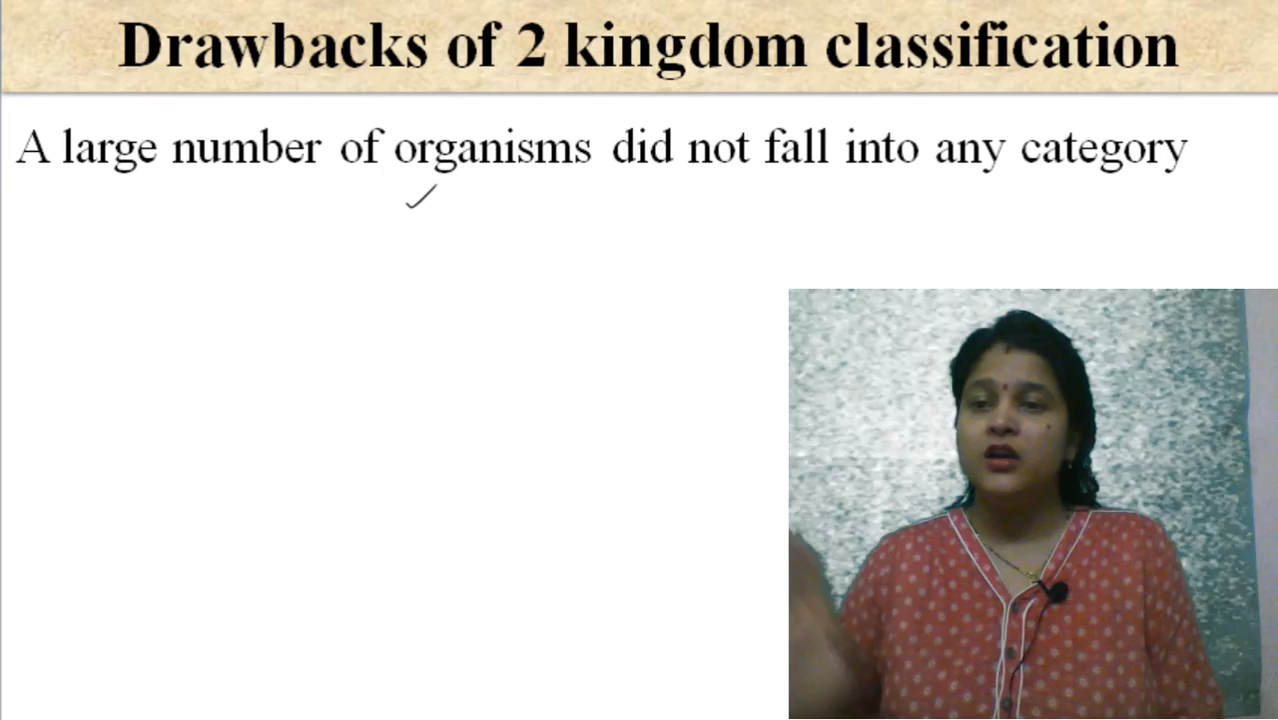 Drawbacks of 2 kingdom classification
A large number of organisms did not fall into any category